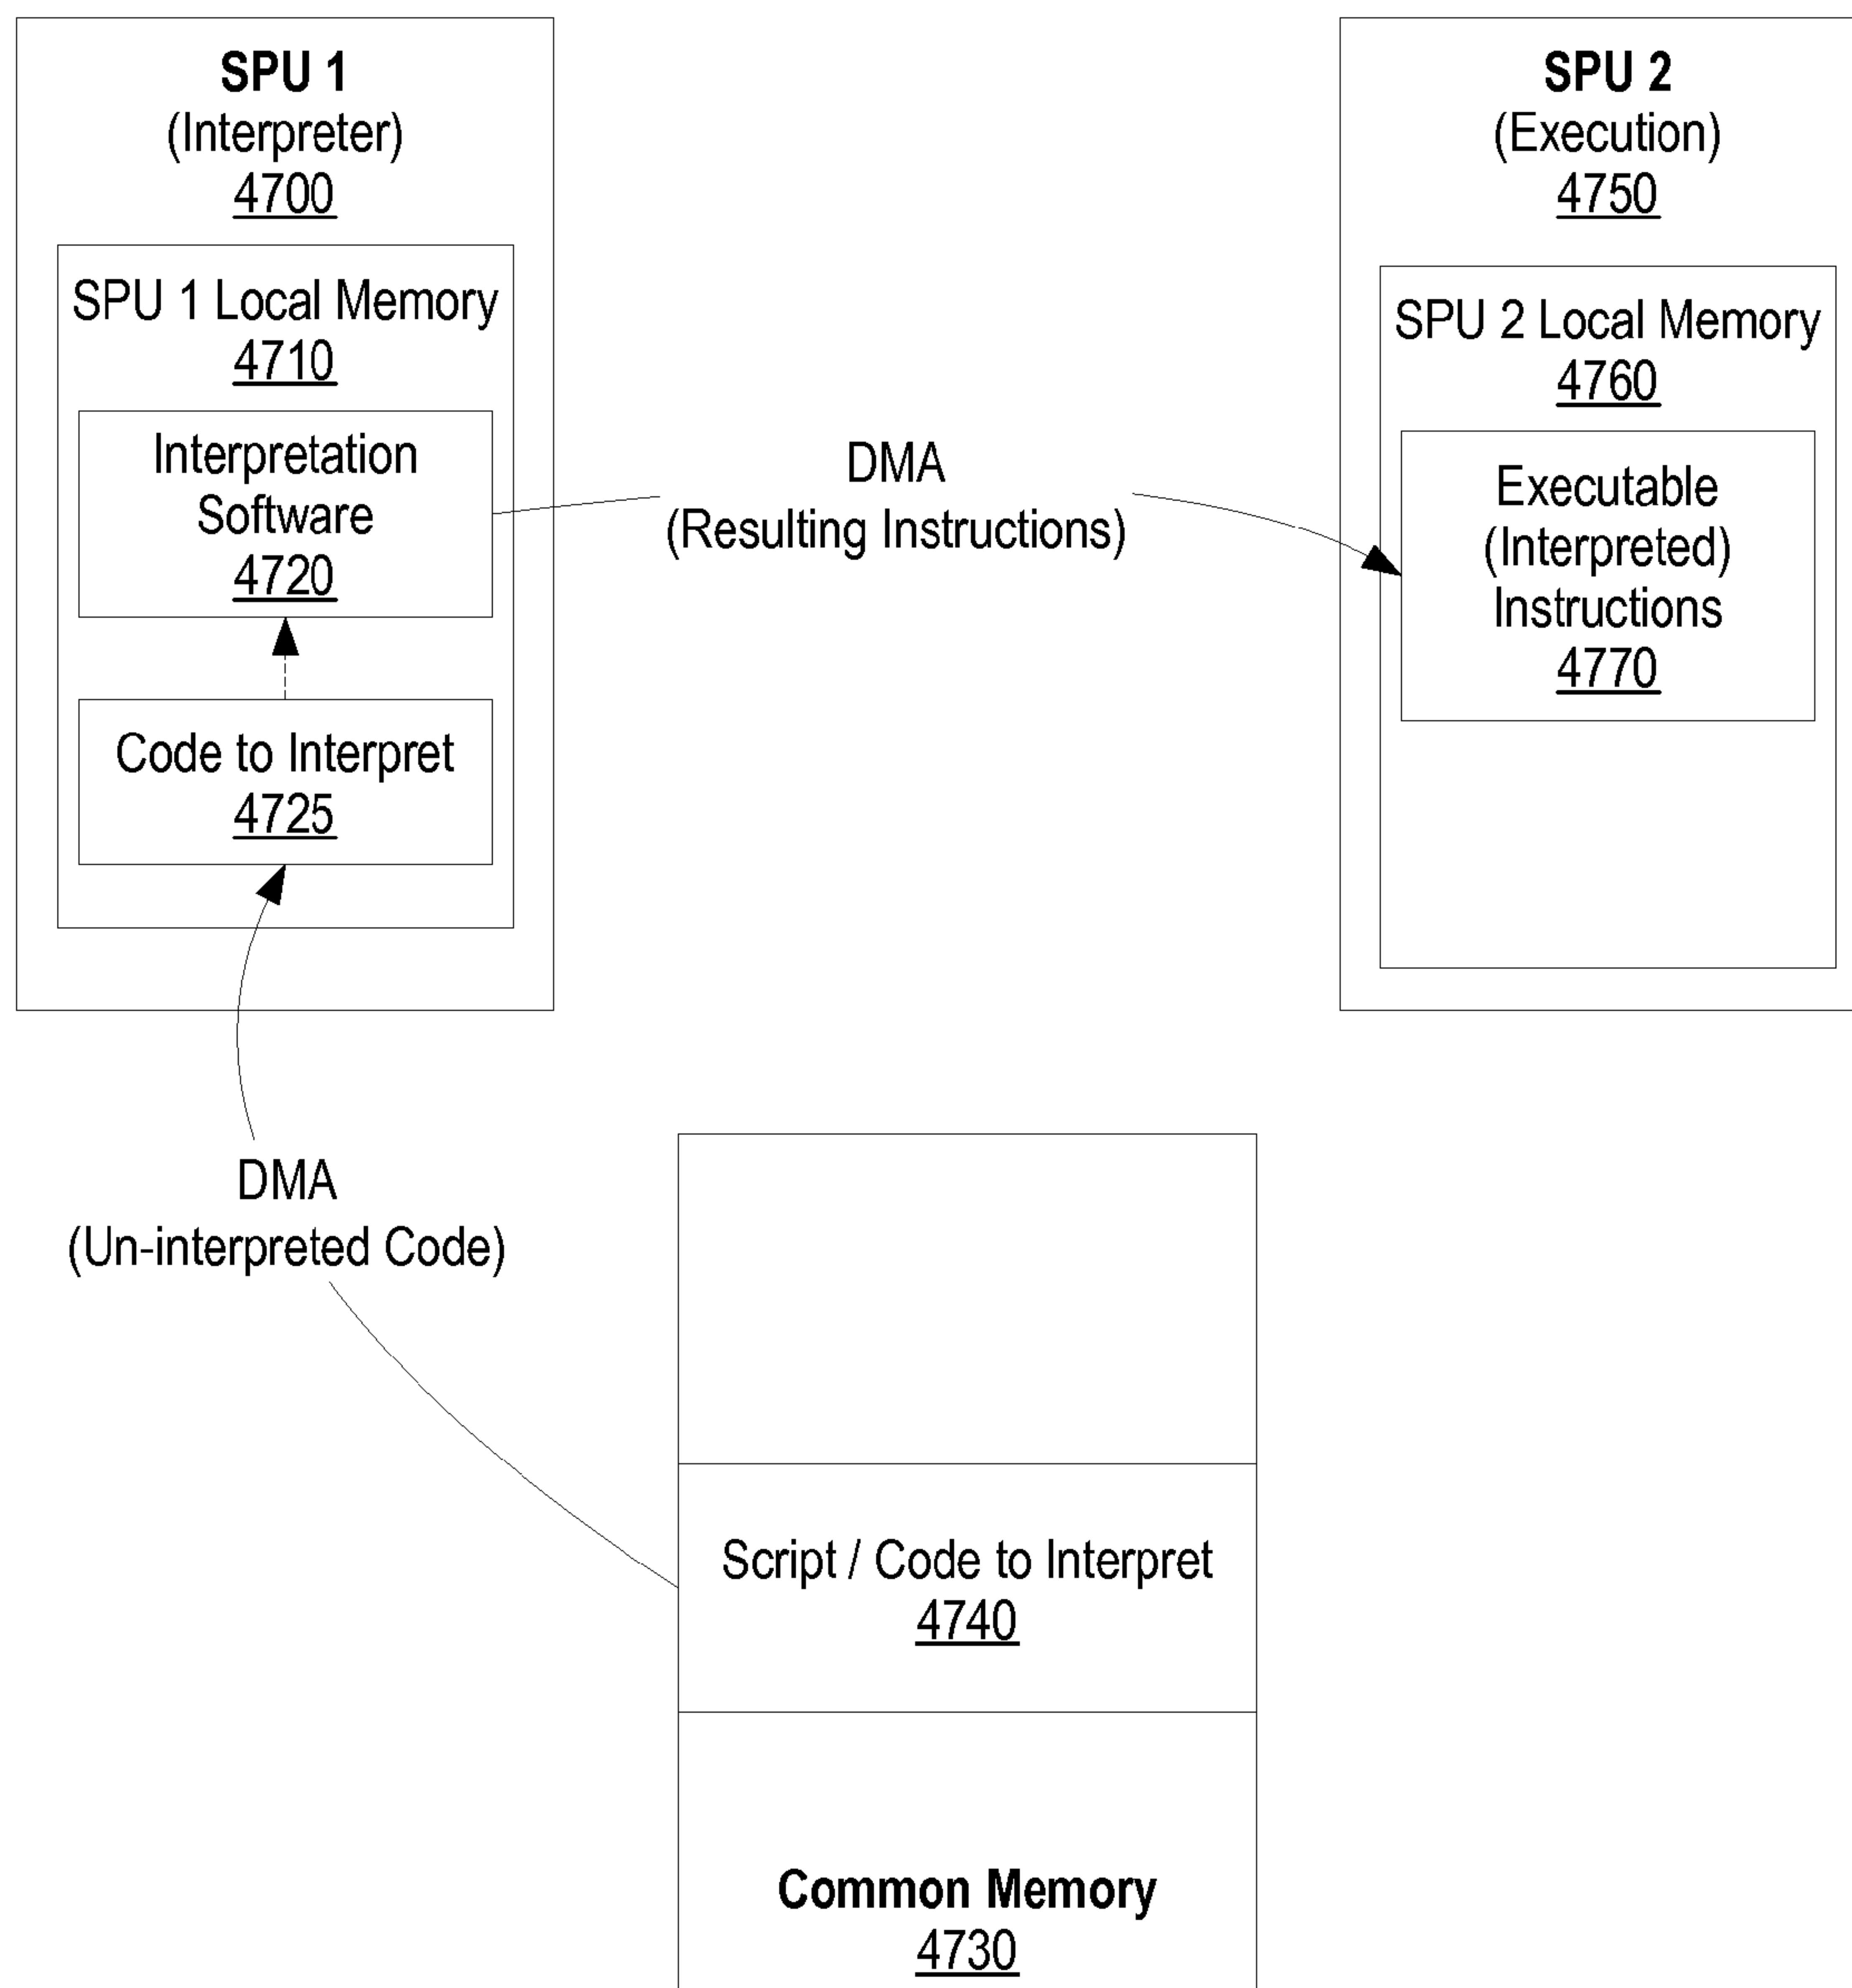 SPU 1
(Interpreter)
4700
SPU 1 Local Memory
4710
Interpretation
Software
4720
Code to Interpret
4725
DMA
(Resulting Instructions)
SPU 2
(Execution)
4750
SPU 2 Local Memory
4760
Executable
(Interpreted)
Instructions
4770
DMA
(Un-interpreted Code)
Script / Code to Interpret
4740
Common Memory
4730